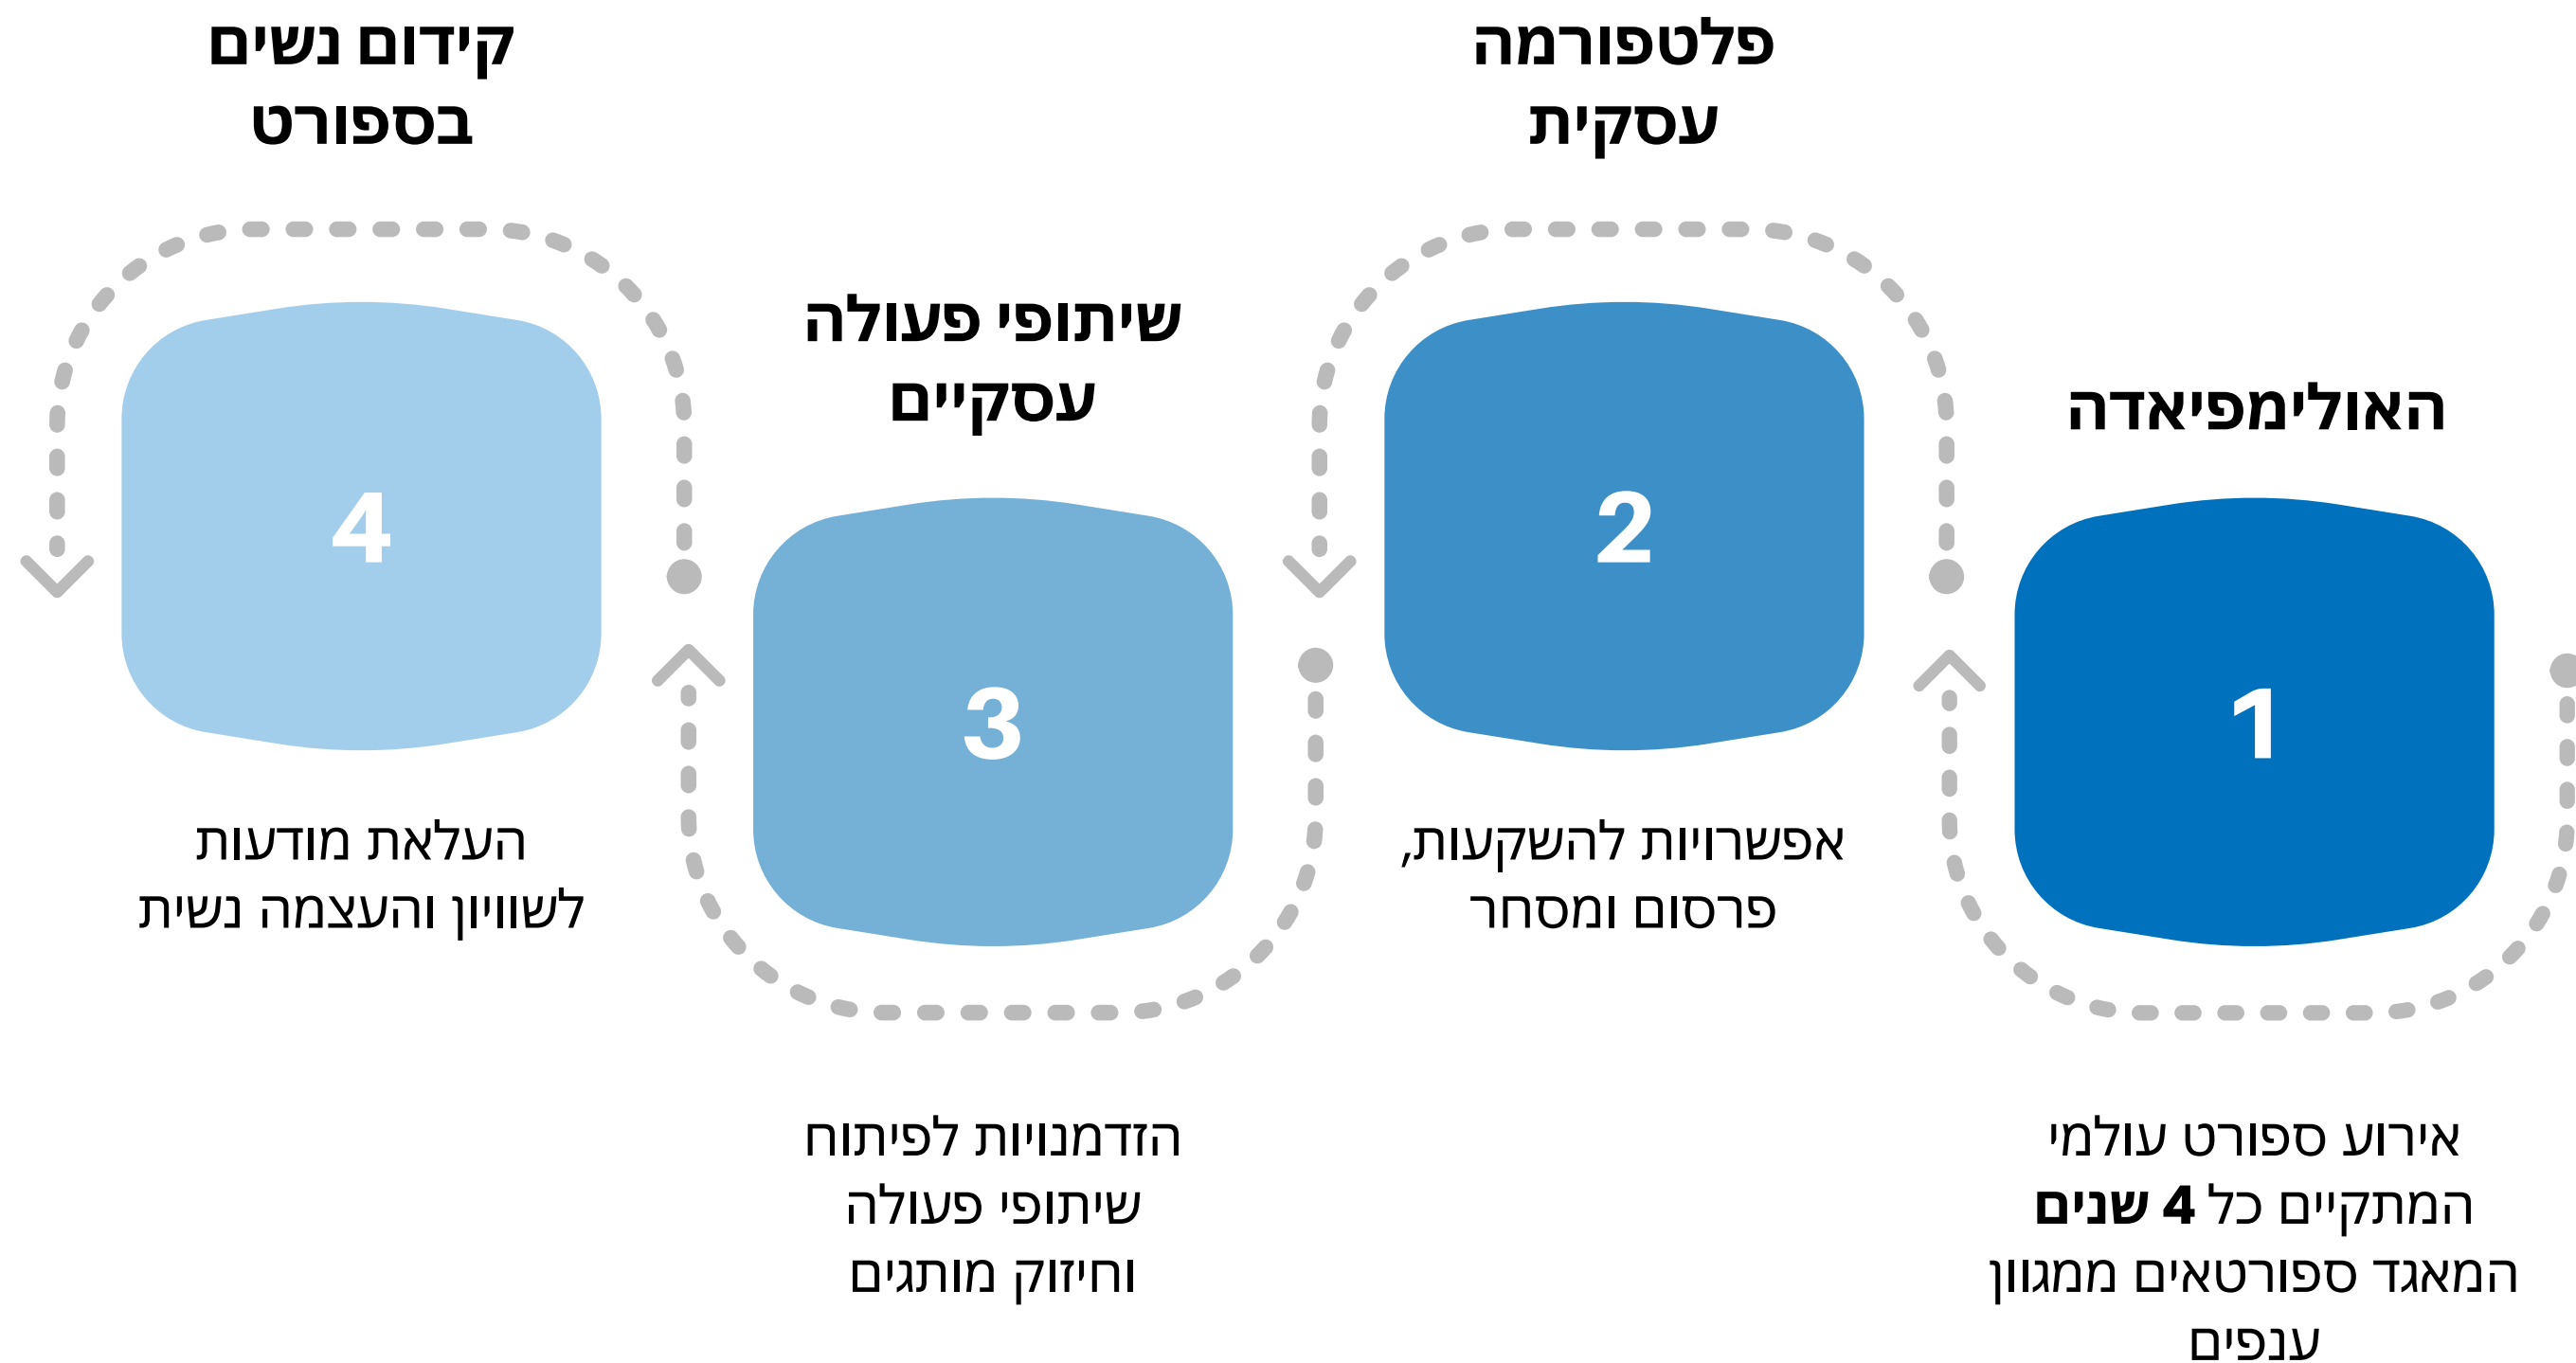 האולימפיאדה
1
אירוע ספורט עולמי
המתקיים כל 4 שנים
המאגד ספורטאים ממגוון
ענפים
פלטפורמה
עסקית
2
אפשרויות להשקעות,
פרסום ומסחר
שיתופי פעולה
עסקיים
3
הזדמנויות לפיתוח
שיתופי פעולה
וחיזוק מותגים
קידום נשים
בספורט
4
העלאת מודעות
לשוויון והעצמה נשית